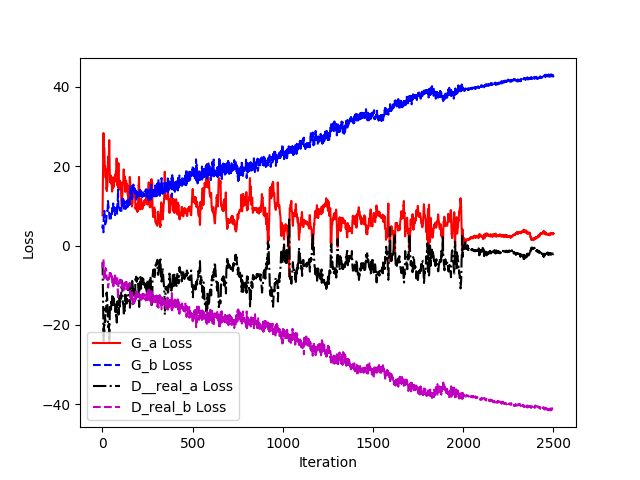 40
20
0
−20
−40
Loss
G_a Loss
G_b Loss
D__real_a Loss
D_real_b Loss
0 500 1000 1500 2000 2500
Iteration